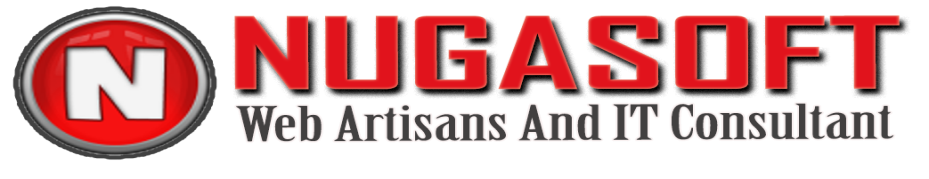 N
NUGASOFT
Web Artisans And IT Consultant